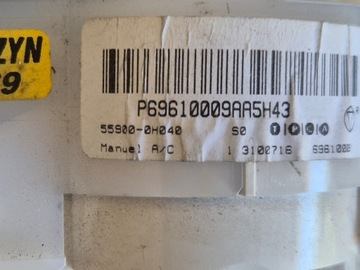 ZYN
9
P69610009AA5H43
55900-0H040 S0 T P C A
Manuel A/C 1 3100716 6961000